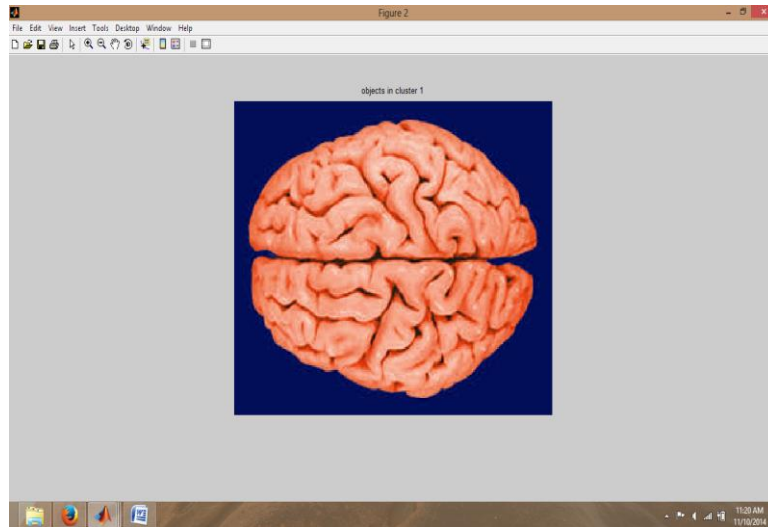 Figure 2
File Edit View Insert Tools Desktop Window Help
objects in cluster 1
11:20 AM
11/10/2014